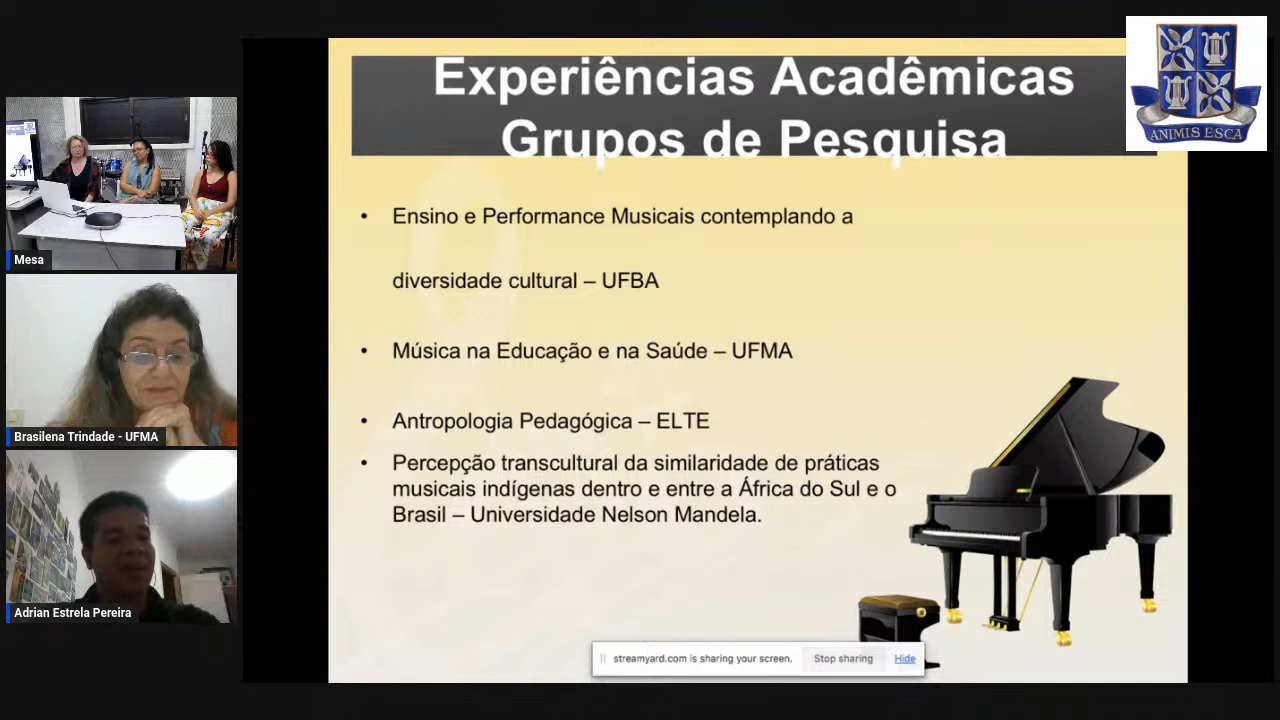 Experiências Acadêmicas
Grupos de Pesquisa
ANIMIS ESCA
• Ensino e Performance Musicais contemplando a
diversidade cultural – UFBA
• Música na Educação e na Saúde – UFMA
• Antropologia Pedagógica – ELTE
• Percepção transcultural da similaridade de práticas
musicais indígenas dentro e entre a África do Sul e o
Brasil – Universidade Nelson Mandela.
Mesa
Brasilena Trindade - UFMA
Adrian Estrela Pereira
streamyard.com is sharing your screen. Stop sharing Hide